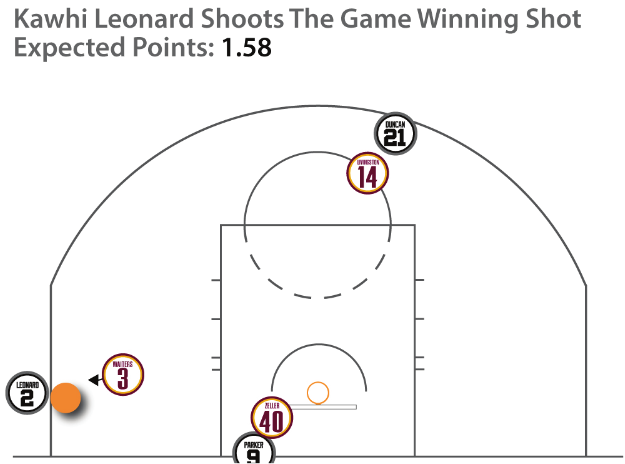 Kawhi Leonard Shoots The Game Winning Shot
Expected Points: 1.58
DUNCAN
21
LIVINGSTON
14
WAITERS
3
LEONARD
2
ZELLER
40
PARKER
9